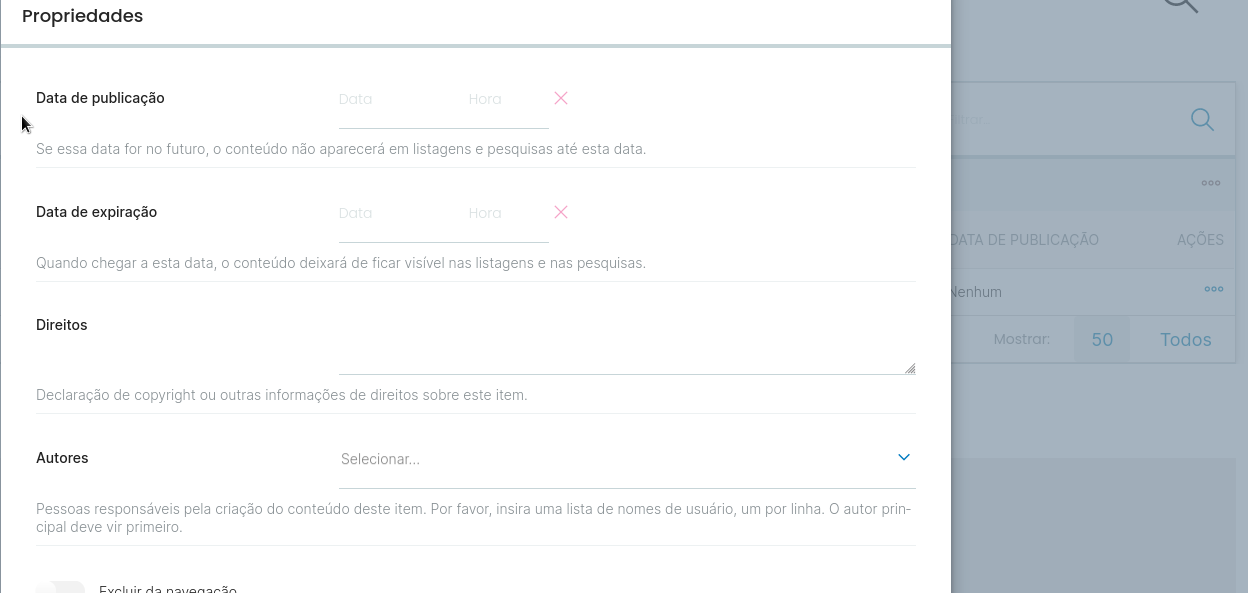 Propriedades
Data de publicação
Data
Hora
Se essa data for no futuro, o conteúdo não aparecerá em listagens e pesquisas até esta data.
Data de expiração
Data
Hora
Quando chegar a esta data, o conteúdo deixará de ficar visível nas listagens e nas pesquisas.
Direitos
Declaração de copyright ou outras informações de direitos sobre este item.
Autores
Selecionar...
Pessoas responsáveis pela criação do conteúdo deste item. Por favor, insira uma lista de nomes de usuário, um por linha. O autor prin-
cipal deve vir primeiro.
Excluir da navegação
DATA DE PUBLICAÇÃO
AÇÕES
Nenhum
Mostrar:
50
Todos